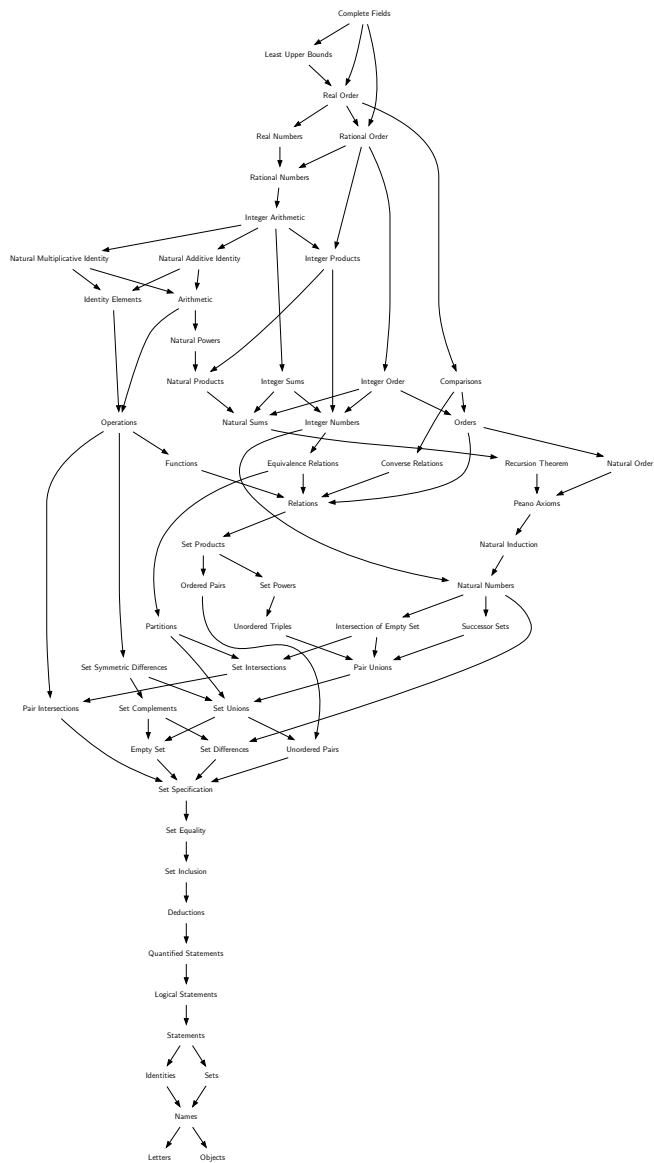 Complete Fields
Least Upper Bounds
Real Order
Real Numbers
Rational Order
Rational Numbers
Integer Arithmetic
Natural Multiplicative Identity
Natural Additive Identity
Integer Products
Identity Elements
Arithmetic
Natural Powers
Natural Products
Integer Sums
Integer Order
Comparisons
Operations
Natural Sums
Integer Numbers
Orders
Functions
Equivalence Relations
Converse Relations
Recursion Theorem
Natural Order
Relations
Peano Axioms
Set Products
Natural Induction
Ordered Pairs
Set Powers
Natural Numbers
Partitions
Unordered Triples
Intersection of Empty Set
Successor Sets
Set Symmetric Differences
Set Intersections
Pair Unions
Pair Intersections
Set Complements
Set Unions
Empty Set
Set Differences
Unordered Pairs
Set Specification
Set Equality
Set Inclusion
Deductions
Quantified Statements
Logical Statements
Statements
Identities
Sets
Names
Letters
Objects